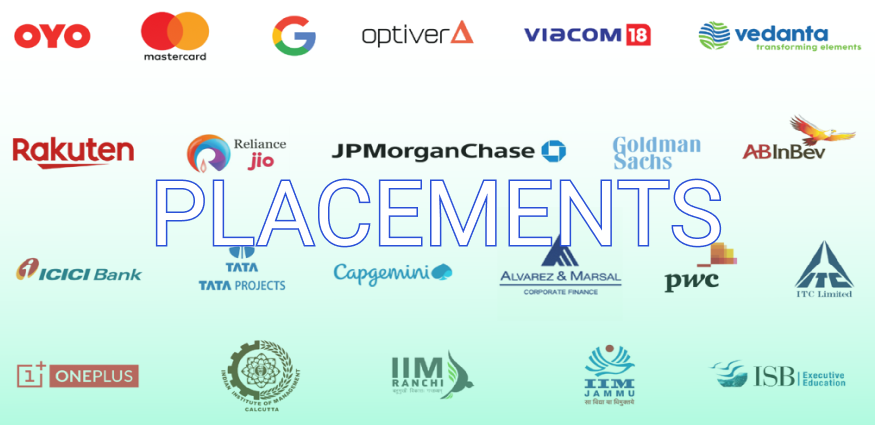 OYO
mastercard
G
optiver
VIACOM 18
vedanta
transforming elements
Rakuten
Reliance
jio
JPMORGANCHASE
Goldman
Sachs
ABInBev
PLACEMENTS
ICICI Bank
TATA
TATA PROJECTS
Capgemini
ALVAREZ & MARSAL
CORPORATE FINANCE
pwc
ITC
ITC Limited
1+ ONEPLUS
INDIAN INSTITUTE OF MANAGEMENT
CALCUTTA
IIM
RANCHI
IIM
JAMMU
सा विद्या या विमुक्तये
ISB Executive
Education